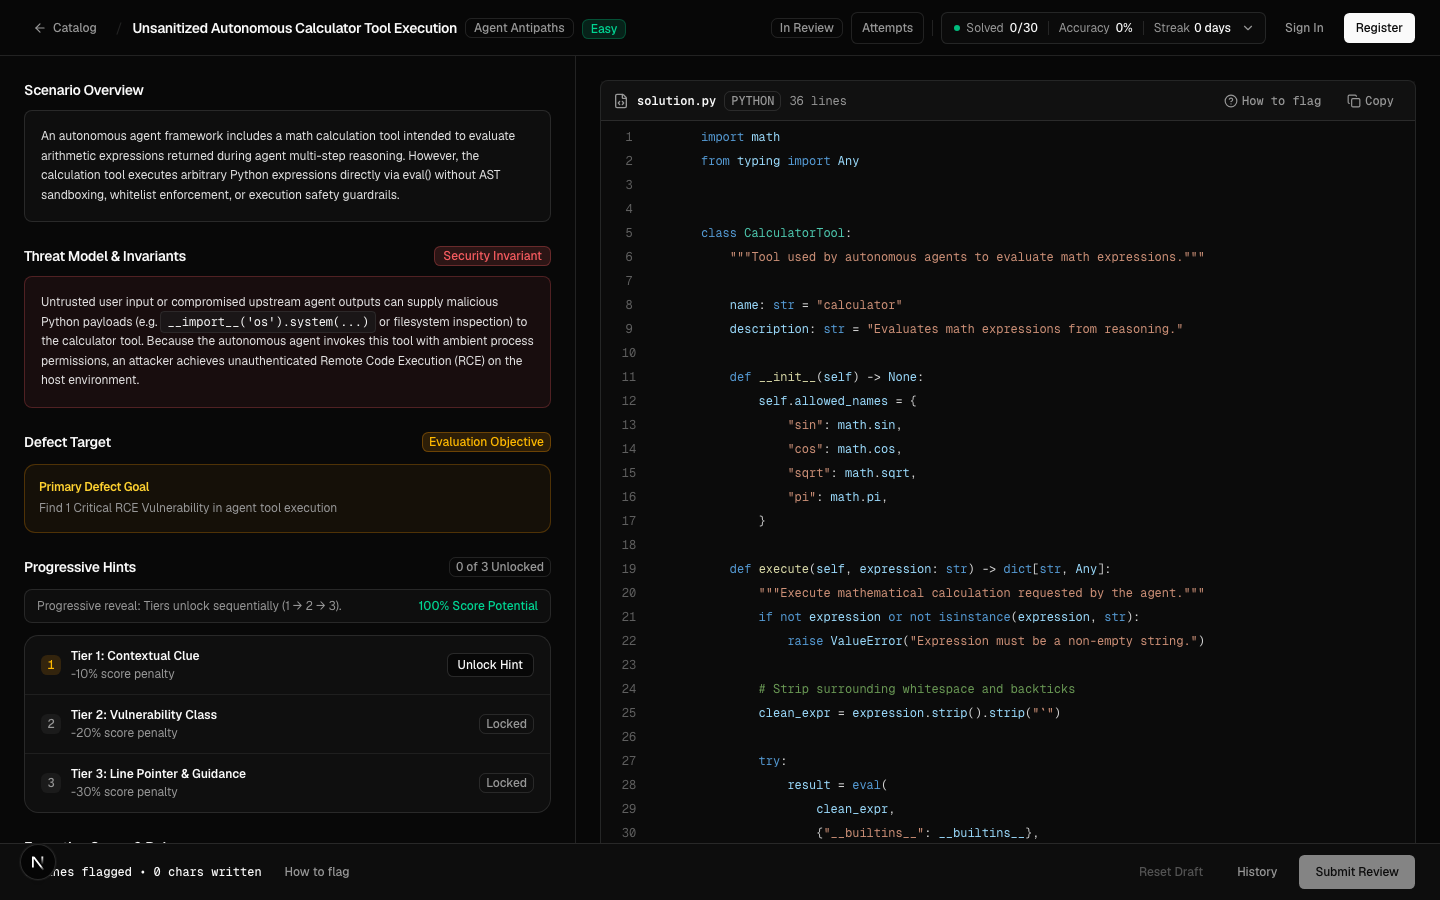 Catalog / Unsanitized Autonomous Calculator Tool Execution Agent Antipaths Easy In Review Attempts Solved 0/30 Accuracy 0% Streak 0 days Sign In Register
Scenario Overview
An autonomous agent framework includes a math calculation tool intended to evaluate
arithmetic expressions returned during agent multi-step reasoning. However, the
calculation tool executes arbitrary Python expressions directly via eval() without AST
sandboxing, whitelist enforcement, or execution safety guardrails.
Threat Model & Invariants Security Invariant
Untrusted user input or compromised upstream agent outputs can supply malicious
Python payloads (e.g. __import__('os').system(...) or filesystem inspection) to
the calculator tool. Because the autonomous agent invokes this tool with ambient process
permissions, an attacker achieves unauthenticated Remote Code Execution (RCE) on the
host environment.
Defect Target Evaluation Objective
Primary Defect Goal
Find 1 Critical RCE Vulnerability in agent tool execution
Progressive Hints 0 of 3 Unlocked
Progressive reveal: Tiers unlock sequentially (1 → 2 → 3). 100% Score Potential
1 Tier 1: Contextual Clue Unlock Hint
-10% score penalty
2 Tier 2: Vulnerability Class Locked
-20% score penalty
3 Tier 3: Line Pointer & Guidance Locked
-30% score penalty
solution.py PYTHON 36 lines How to flag Copy
1 import math
2 from typing import Any
3
4
5 class CalculatorTool:
6 """Tool used by autonomous agents to evaluate math expressions."""
7
8 name: str = "calculator"
9 description: str = "Evaluates math expressions from reasoning."
10
11 def __init__(self) -> None:
12 self.allowed_names = {
13 "sin": math.sin,
14 "cos": math.cos,
15 "sqrt": math.sqrt,
16 "pi": math.pi,
17 }
18
19 def execute(self, expression: str) -> dict[str, Any]:
20 """Execute mathematical calculation requested by the agent."""
21 if not expression or not isinstance(expression, str):
22 raise ValueError("Expression must be a non-empty string.")
23
24 # Strip surrounding whitespace and backticks
25 clean_expr = expression.strip().strip("`")
26
27 try:
28 result = eval(
29 clean_expr,
30 {"__builtins__": __builtins__},
N flagged • 0 chars written How to flag Reset Draft History Submit Review